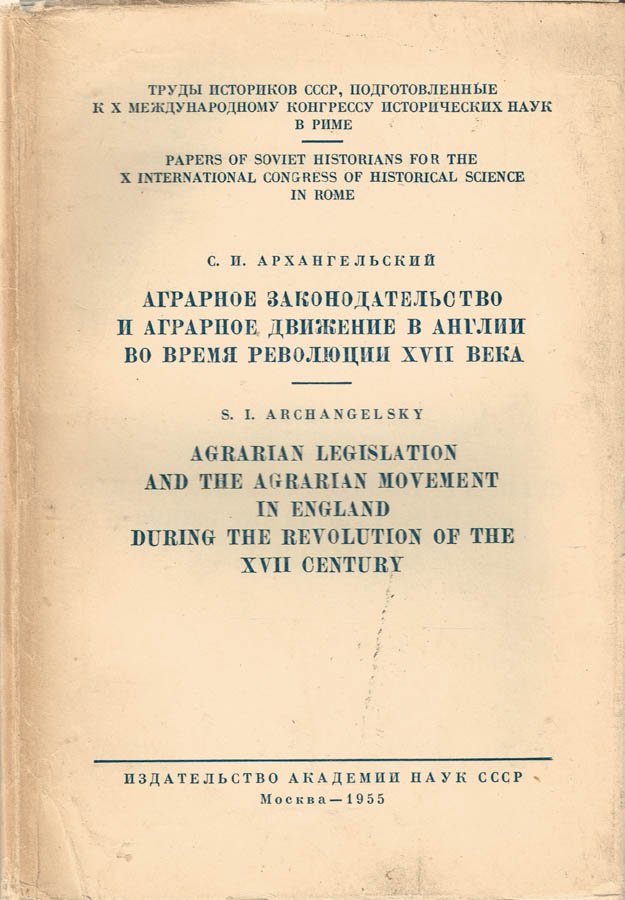 ТРУДЫ ИСТОРИКОВ СССР, ПОДГОТОВЛЕННЫЕ
К X МЕЖДУНАРОДНОМУ КОНГРЕССУ ИСТОРИЧЕСКИХ НАУК
В РИМЕ
PAPERS OF SOVIET HISTORIANS FOR THE
X INTERNATIONAL CONGRESS OF HISTORICAL SCIENCE
IN ROME
С. И. АРХАНГЕЛЬСКИЙ
АГРАРНОЕ ЗАКОНОДАТЕЛЬСТВО
И АГРАРНОЕ ДВИЖЕНИЕ В АНГЛИИ
ВО ВРЕМЯ РЕВОЛЮЦИИ XVII ВЕКА
S. I. ARCHANGELSKY
AGRARIAN LEGISLATION
AND THE AGRARIAN MOVEMENT
IN ENGLAND
DURING THE REVOLUTION OF THE
XVII CENTURY
ИЗДАТЕЛЬСТВО АКАДЕМИИ НАУК СССР
Москва—1955